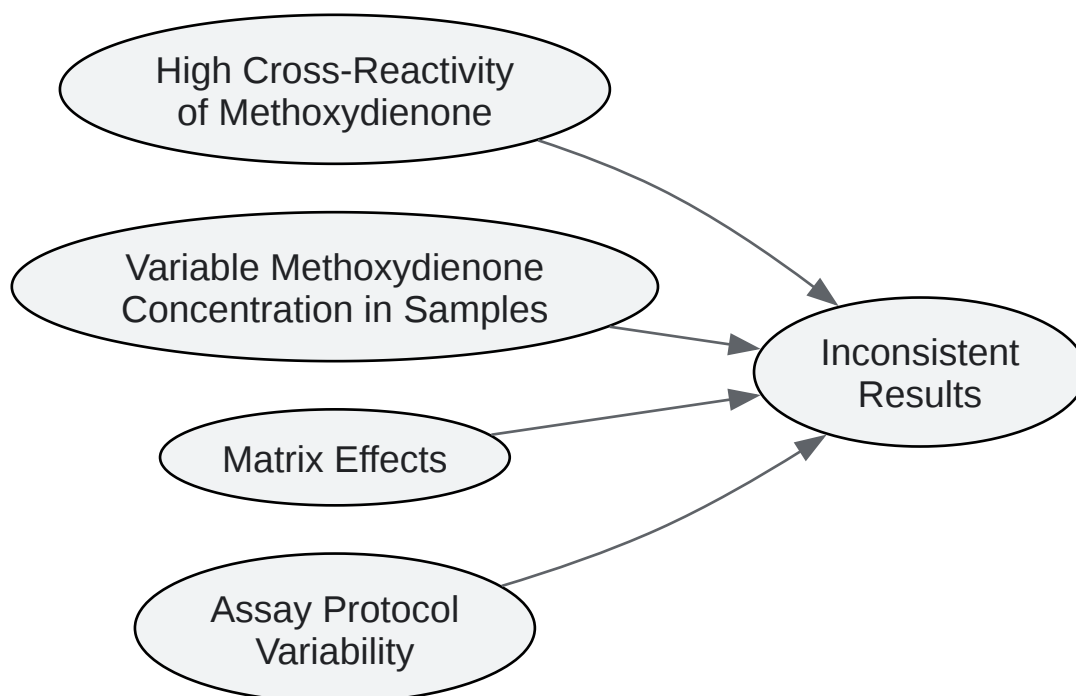 High Cross-Reactivity
of Methoxydienone
Variable Methoxydienone
Concentration in Samples
Matrix Effects
Assay Protocol
Variability
Inconsistent
Results